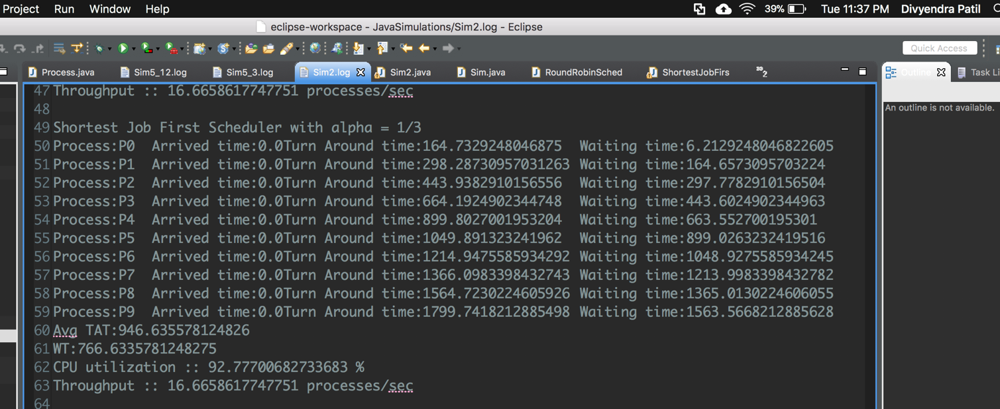 Project Run Window Help 39% Tue 11:37 PM Divyendra Patil
eclipse-workspace - JavaSimulations/Sim2.log - Eclipse
Quick Access
Process.java Sim5_12.log Sim5_3.log Sim2.log Sim2.java Sim.java RoundRobinSched ShortestJobFirs »2 Outline Task Li
An outline is not available.
47 Throughput :: 16.6658617747751 processes/sec
48
49 Shortest Job First Scheduler with alpha = 1/3
50 Process:P0 Arrived time:0.0Turn Around time:164.7329248046875 Waiting time:6.2129248046822605
51 Process:P1 Arrived time:0.0Turn Around time:298.28730957031263 Waiting time:164.6573095703224
52 Process:P2 Arrived time:0.0Turn Around time:443.9382910156556 Waiting time:297.7782910156504
53 Process:P3 Arrived time:0.0Turn Around time:664.1924902344748 Waiting time:443.6024902344963
54 Process:P4 Arrived time:0.0Turn Around time:899.8027001953204 Waiting time:663.552700195301
55 Process:P5 Arrived time:0.0Turn Around time:1049.891323241962 Waiting time:899.0263232419516
56 Process:P6 Arrived time:0.0Turn Around time:1214.9475585934292 Waiting time:1048.9275585934245
57 Process:P7 Arrived time:0.0Turn Around time:1366.0983398432743 Waiting time:1213.9983398432782
58 Process:P8 Arrived time:0.0Turn Around time:1564.7230224605926 Waiting time:1365.0130224606055
59 Process:P9 Arrived time:0.0Turn Around time:1799.7418212885498 Waiting time:1563.5668212885628
60 Avg TAT:946.635578124826
61 WT:766.6335781248275
62 CPU utilization :: 92.77700682733683 %
63 Throughput :: 16.6658617747751 processes/sec
64